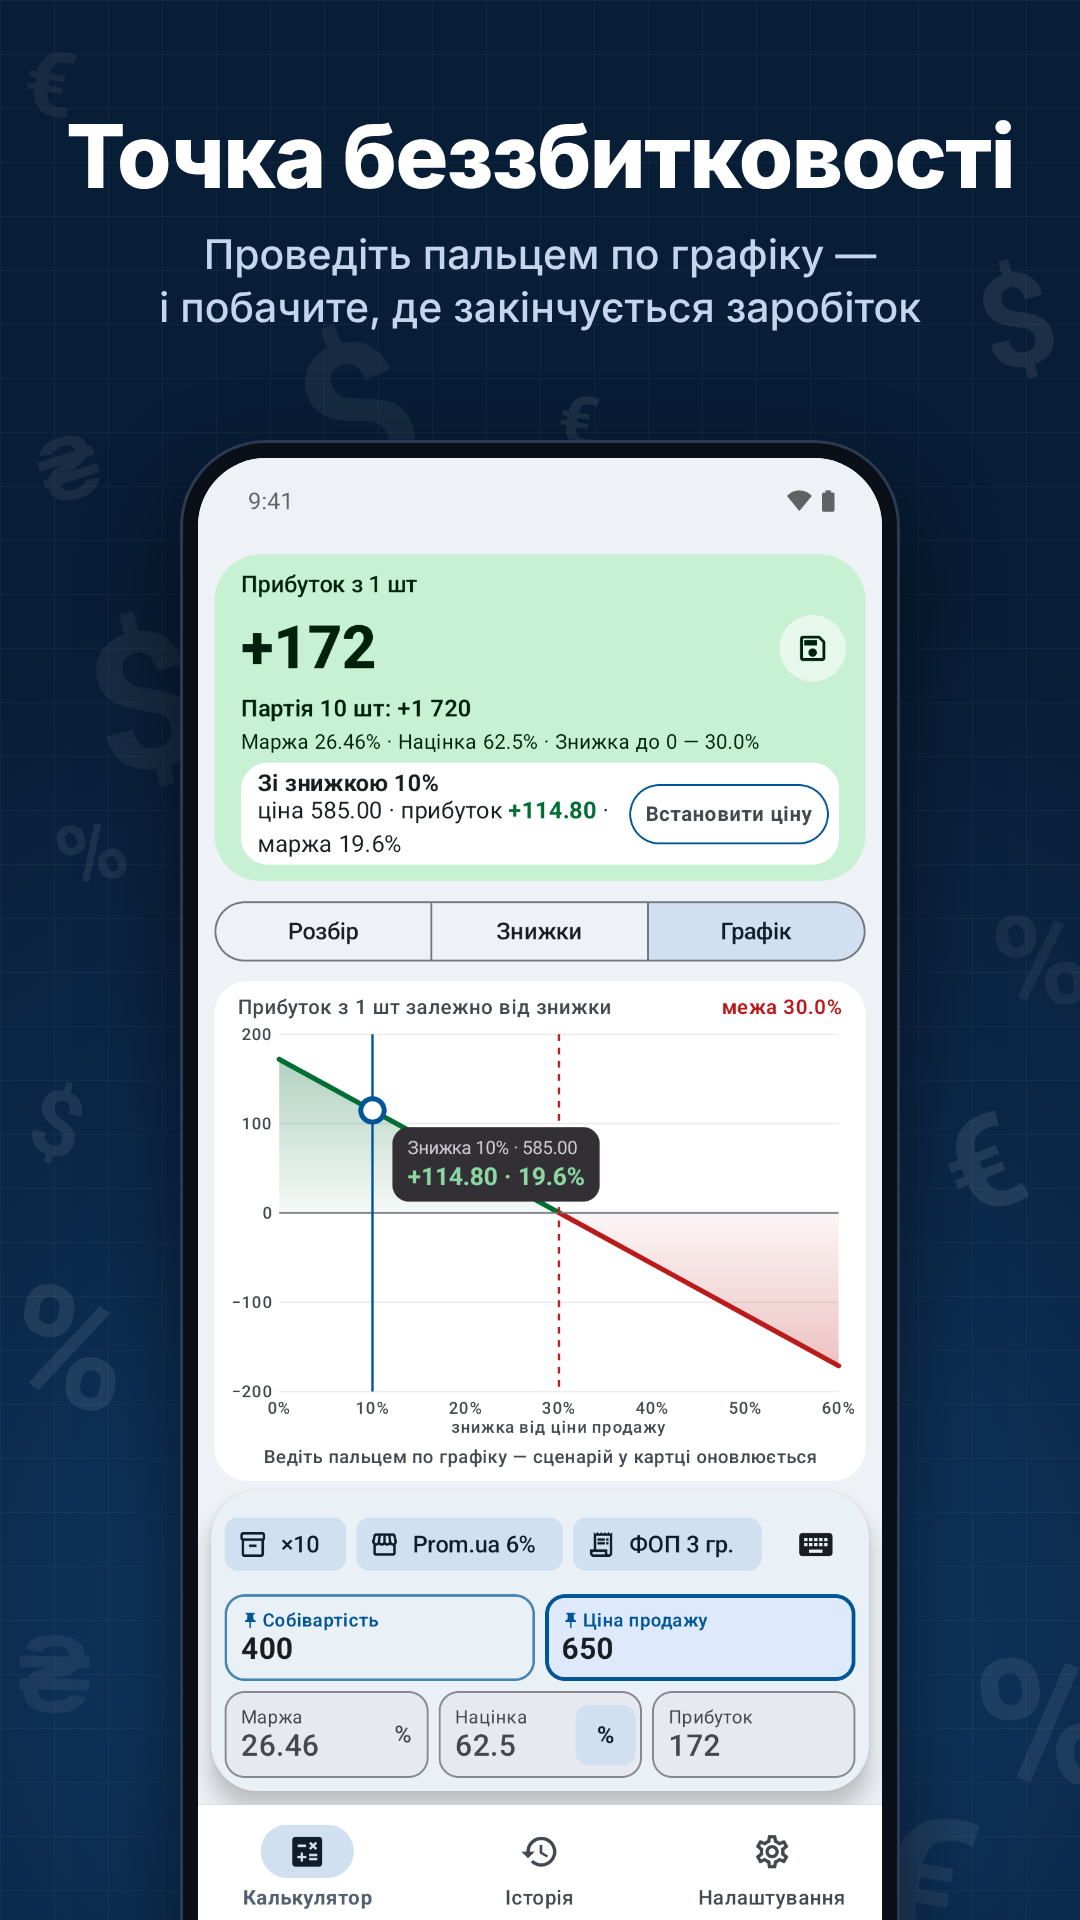 Точка беззбитковості
Проведіть пальцем по графіку —
і побачите, де закінчується заробіток
9:41
Прибуток з 1 шт
+172
Партія 10 шт: +1 720
Маржа 26.46% · Націнка 62.5% · Знижка до 0 — 30.0%
Зі знижкою 10%
ціна 585.00 · прибуток +114.80 ·
маржа 19.6%
Встановити ціну
Розбір
Знижки
Графік
Прибуток з 1 шт залежно від знижки
межа 30.0%
200
100
Знижка 10% · 585.00
+114.80 · 19.6%
0
−100
−200
0% 10% 20% 30% 40% 50% 60%
знижка від ціни продажу
Ведіть пальцем по графіку — сценарій у картці оновлюється
×10
Prom.ua 6%
ФОП 3 гр.
Собівартість
400
Ціна продажу
650
Маржа
26.46
%
Націнка
62.5
%
Прибуток
172
Калькулятор
Історія
Налаштування